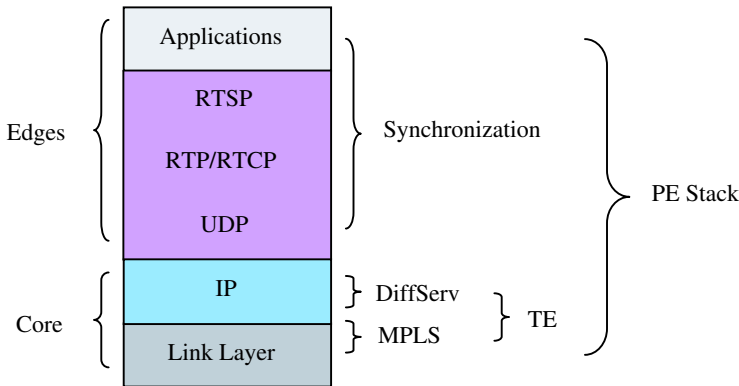 Applications
RTSP
Edges
Synchronization
RTP/RTCP
PE Stack
UDP
IP
DiffServ
Core
TE
MPLS
Link Layer